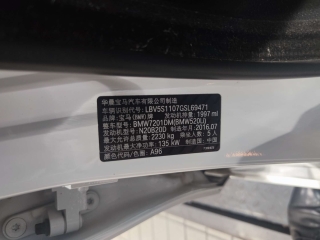 华晨宝马汽车有限公司制造
车辆识别代号: LBV5S1107GSL69471
品牌: 宝马(BMW)牌 发动机排量: 1997 ml
整车型号: BMW7201DM(BMW520Li)
发动机型号: N20B20D 制造年月: 2016.07
最大允许总质量: 2230 kg 乘坐人数: 5 人
发动机最大净功率: 135 kW 制造国: 中国
颜色代码/色案: A96